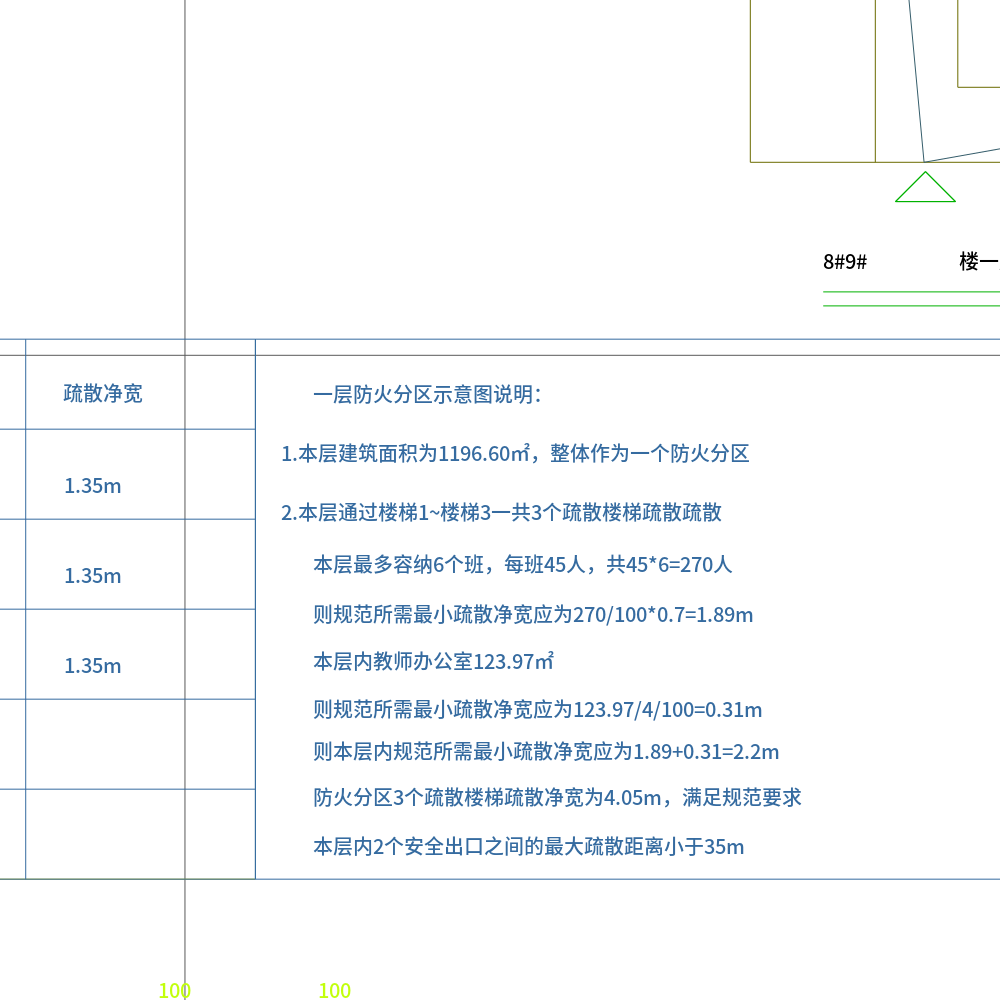 8#9#
楼一
疏散净宽
1.35m
1.35m
1.35m
一层防火分区示意图说明：
1.本层建筑面积为1196.60㎡，整体作为一个防火分区
2.本层通过楼梯1~楼梯3一共3个疏散楼梯疏散疏散
本层最多容纳6个班，每班45人，共45*6=270人
则规范所需最小疏散净宽应为270/100*0.7=1.89m
本层内教师办公室123.97㎡
则规范所需最小疏散净宽应为123.97/4/100=0.31m
则本层内规范所需最小疏散净宽应为1.89+0.31=2.2m
防火分区3个疏散楼梯疏散净宽为4.05m，满足规范要求
本层内2个安全出口之间的最大疏散距离小于35m
100
100